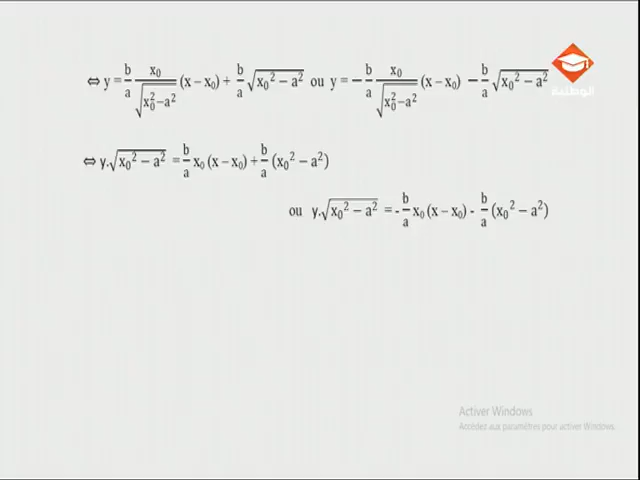 ⇔ y = b/a x₀/√(x₀²–a²) (x – x₀) + b/a √(x₀² – a²) ou y = – b/a x₀/√(x₀²–a²) (x – x₀) – b/a √(x₀² – a²)
الوطنية
⇔ y.√(x₀² – a²) = b/a x₀ (x – x₀) + b/a (x₀² – a²)
ou y.√(x₀² – a²) = - b/a x₀ (x – x₀) - b/a (x₀² – a²)
Activer Windows
Accédez aux paramètres pour activer Windows.